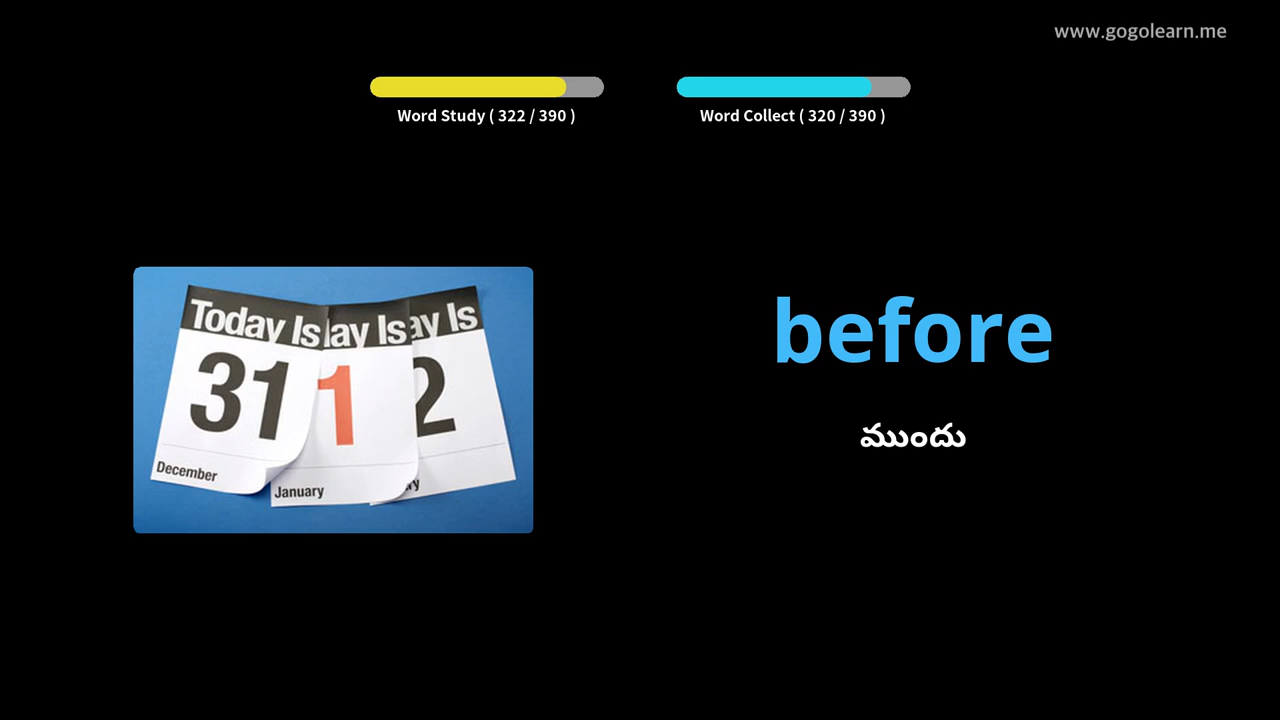 www.gogolearn.me
Word Study ( 322 / 390 )
Word Collect ( 320 / 390 )
Today Is
ay Is
ay Is
31
1
2
December
January
ry
before
ముందు